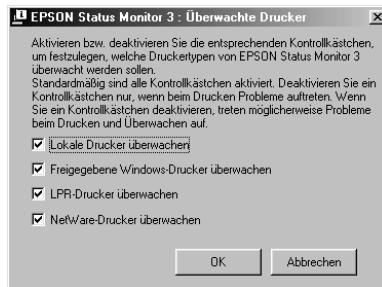 EPSON Status Monitor 3 : Überwachte Drucker
Aktivieren bzw. deaktivieren Sie die entsprechenden Kontrollkästchen,
um festzulegen, welche Druckertypen von EPSON Status Monitor 3
überwacht werden sollen.
Standardmäßig sind alle Kontrollkästchen aktiviert. Deaktivieren Sie ein
Kontrollkästchen nur, wenn beim Drucken Probleme auftreten. Wenn
Sie ein Kontrollkästchen deaktivieren, treten möglicherweise Probleme
beim Drucken und Überwachen auf.
Lokale Drucker überwachen
Freigegebene Windows-Drucker überwachen
LPR-Drucker überwachen
NetWare-Drucker überwachen
OK
Abbrechen